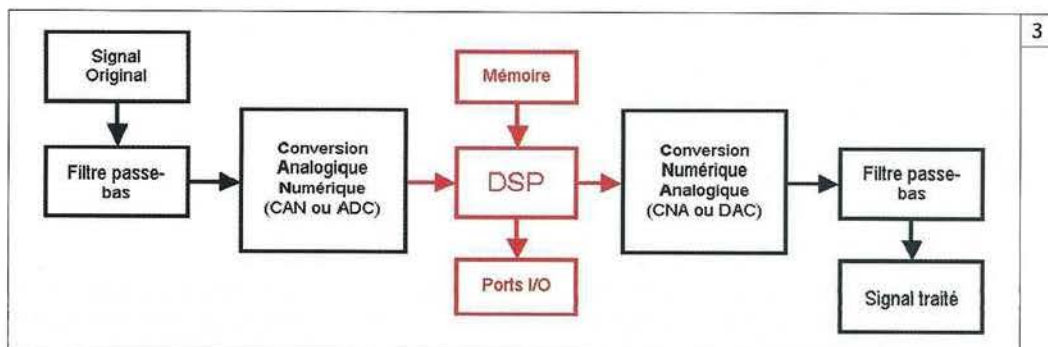 Signal
Original
Filtre passe-
bas
Conversion
Analogique
Numérique
(CAN ou ADC)
Mémoire
DSP
Ports I/O
Conversion
Numérique
Analogique
(CNA ou DAC)
Filtre passe-
bas
Signal traité
3